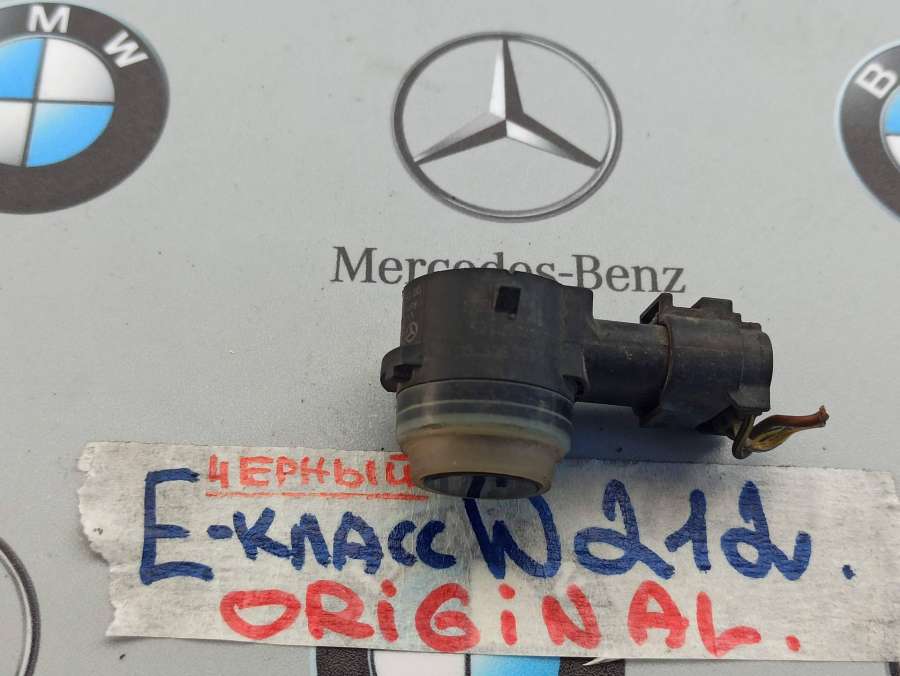 BMW
B
Mercedes-Benz
ЧЕРНЫЙ
E-КЛАСС W212.
ORIGINAL.